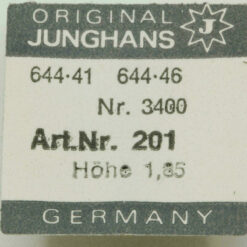 ORIGINAL
JUNGHANS
J
644·41 644·46
Nr. 3400
Art.Nr. 201
Höhe 1,85
GERMANY